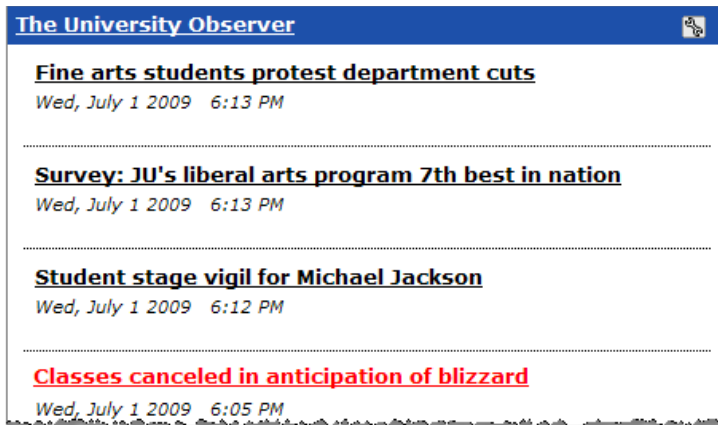 The University Observer
Fine arts students protest department cuts
Wed, July 1 2009 6:13 PM
Survey: JU's liberal arts program 7th best in nation
Wed, July 1 2009 6:13 PM
Student stage vigil for Michael Jackson
Wed, July 1 2009 6:12 PM
Classes canceled in anticipation of blizzard
Wed, July 1 2009 6:05 PM